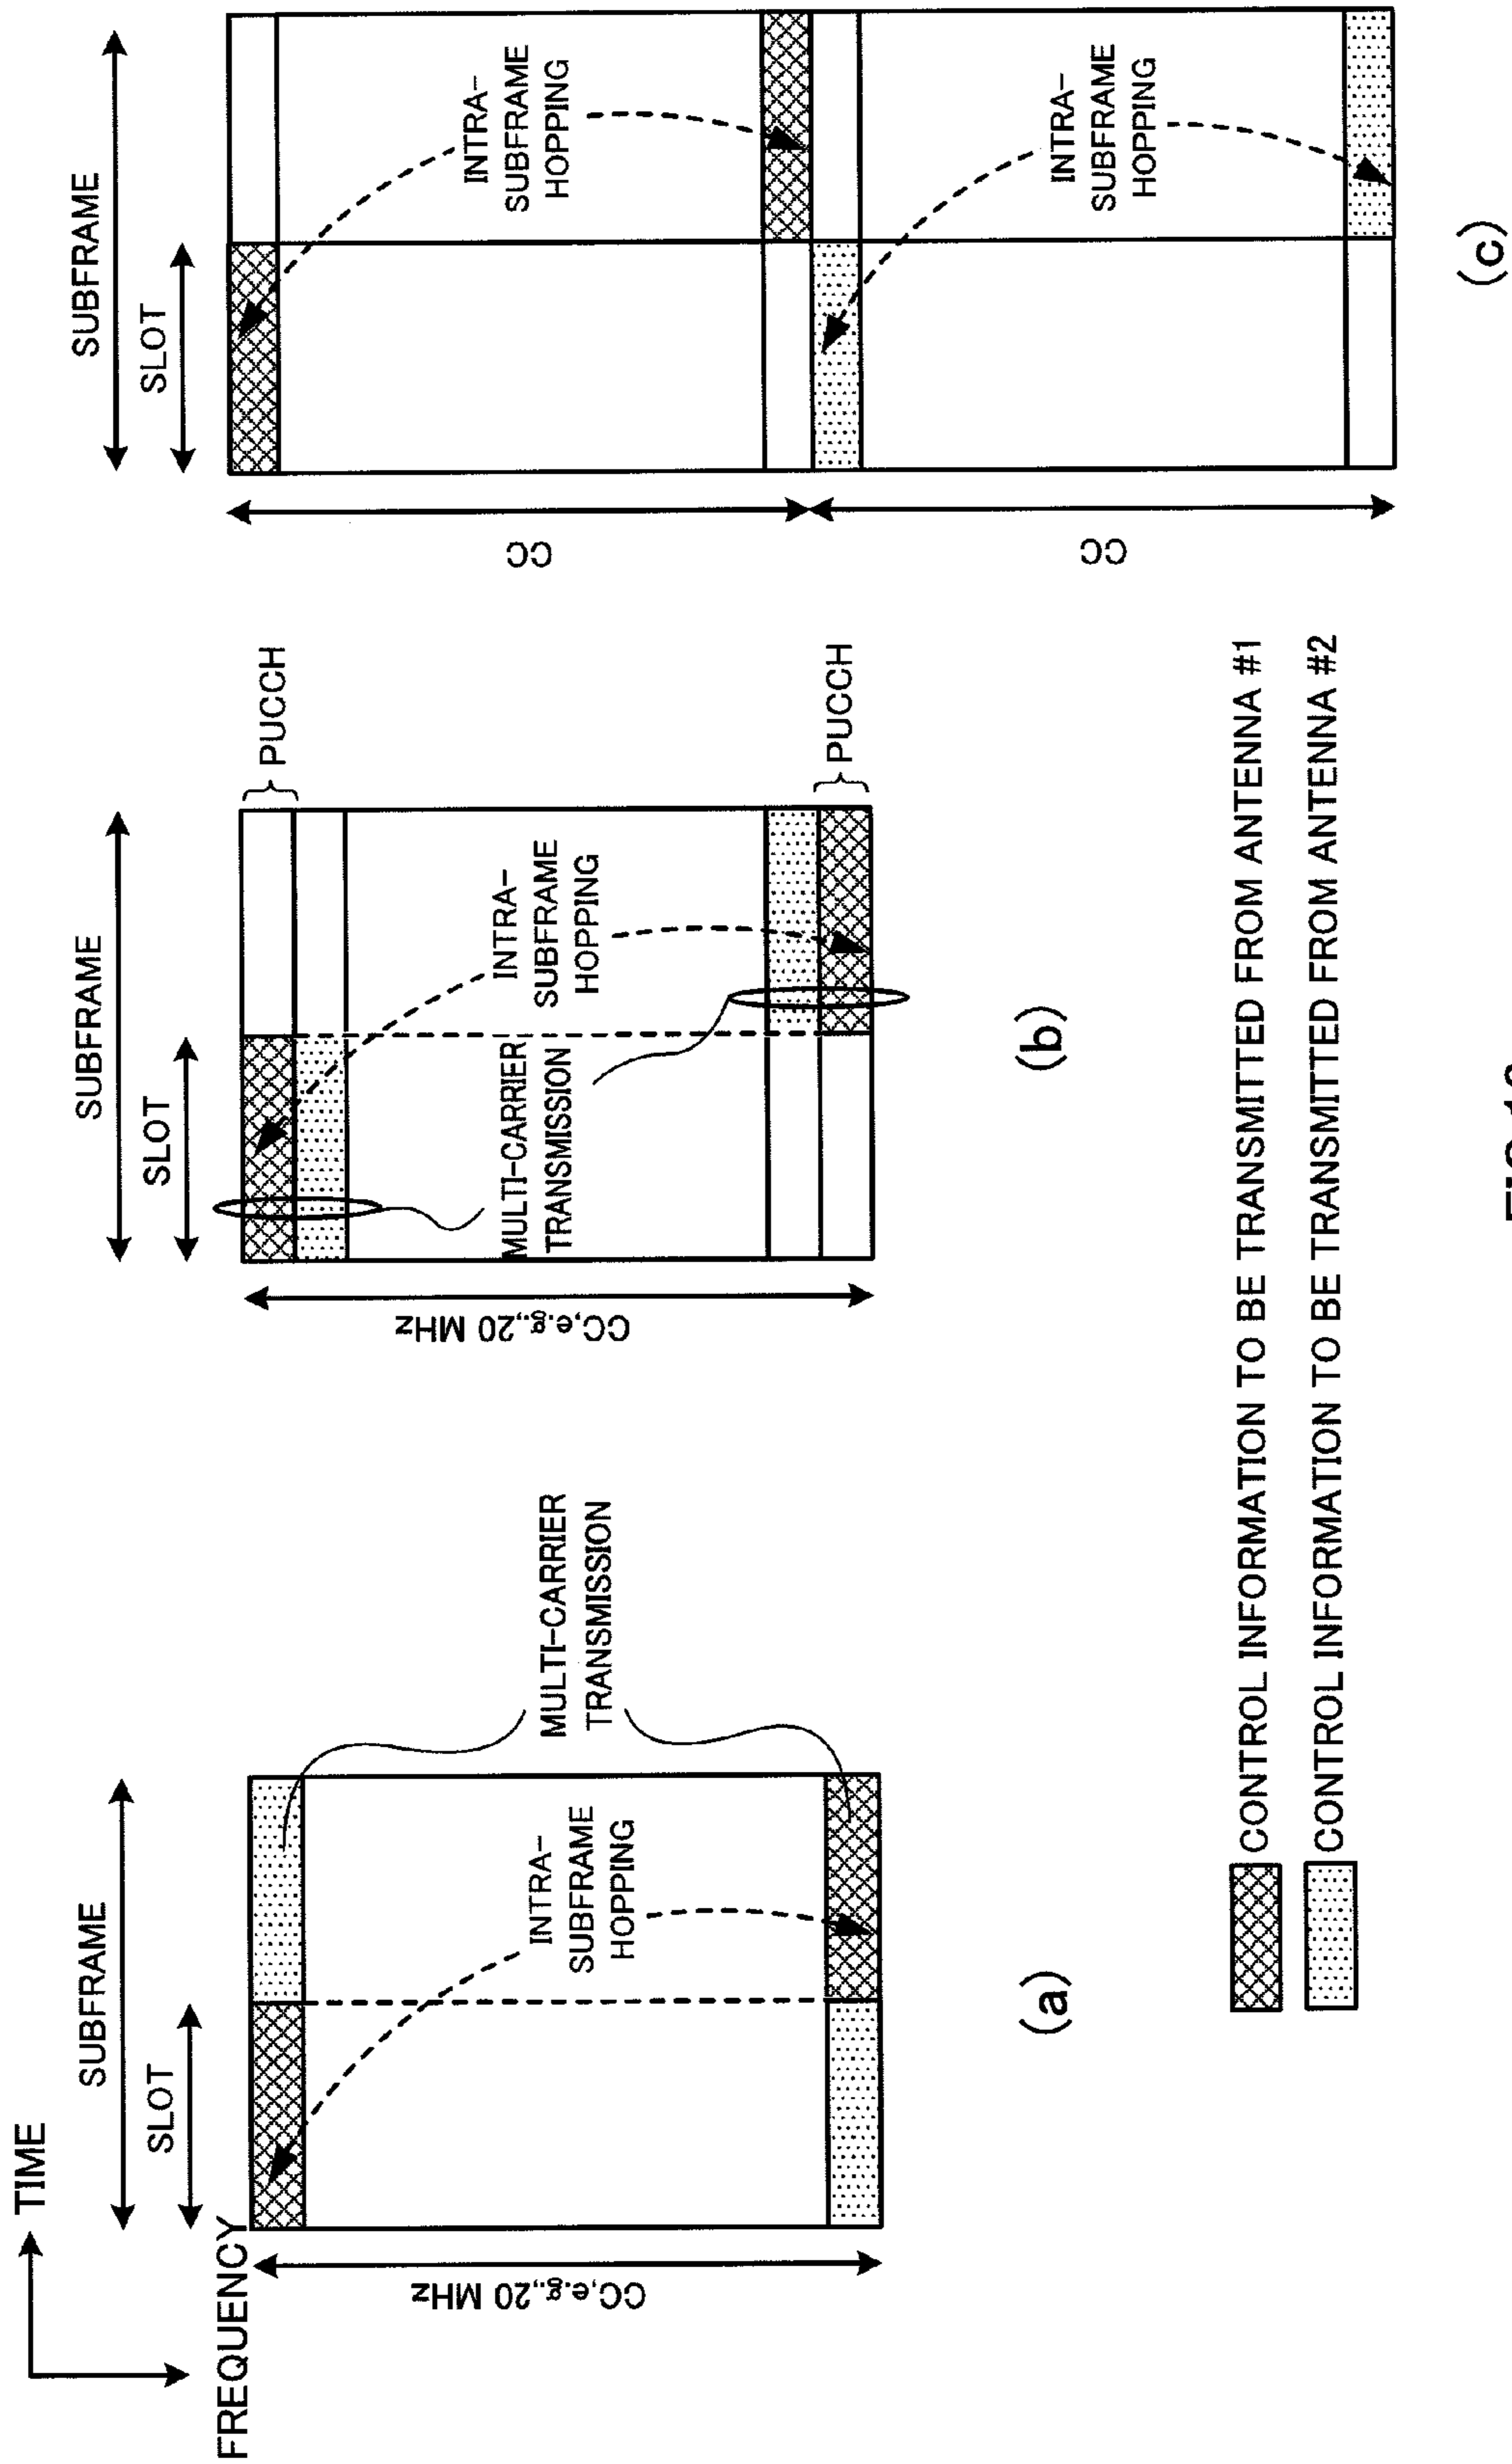 TIME
FREQUENCY
SUBFRAME
SLOT
CC,e.g.,20 MHz
INTRA-
SUBFRAME
HOPPING
MULTI-CARRIER
TRANSMISSION
(a)
SUBFRAME
SLOT
CC,e.g.,20 MHz
PUCCH
INTRA-
SUBFRAME
HOPPING
MULTI-CARRIER
TRANSMISSION
PUCCH
(b)
SUBFRAME
SLOT
CC
INTRA-
SUBFRAME
HOPPING
CC
INTRA-
SUBFRAME
HOPPING
(c)
CONTROL INFORMATION TO BE TRANSMITTED FROM ANTENNA #1
CONTROL INFORMATION TO BE TRANSMITTED FROM ANTENNA #2